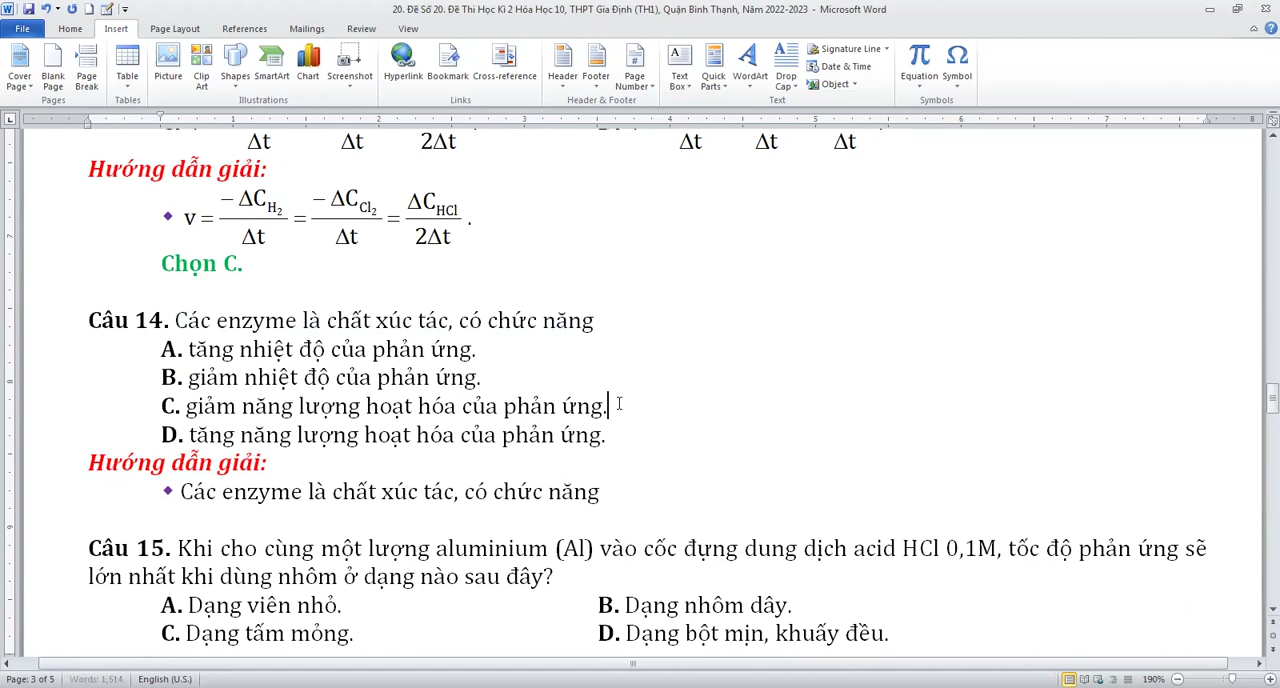 20. Đề Số 20. Đề Thi Học Kì 2 Hóa Học 10, THPT Gia Định (TH1), Quận Bình Thạnh, Năm 2022-2023 - Microsoft Word
File Home Insert Page Layout References Mailings Review View
Cover Page Blank Page Page Break Table Picture Clip Art Shapes SmartArt Chart Screenshot Hyperlink Bookmark Cross-reference Header Footer Page Number Text Box Quick Parts WordArt Drop Cap Signature Line Date & Time Object Equation Symbol
Pages Tables Illustrations Links Header & Footer Text Symbols
1 2 3 4 5 6 7 8
Δt Δt 2Δt Δt Δt Δt
Hướng dẫn giải:
v = −ΔC_H₂ / Δt = −ΔC_Cl₂ / Δt = ΔC_HCl / 2Δt .
Chọn C.
Câu 14. Các enzyme là chất xúc tác, có chức năng
A. tăng nhiệt độ của phản ứng.
B. giảm nhiệt độ của phản ứng.
C. giảm năng lượng hoạt hóa của phản ứng.
D. tăng năng lượng hoạt hóa của phản ứng.
Hướng dẫn giải:
Các enzyme là chất xúc tác, có chức năng
Câu 15. Khi cho cùng một lượng aluminium (Al) vào cốc đựng dung dịch acid HCl 0,1M, tốc độ phản ứng sẽ
lớn nhất khi dùng nhôm ở dạng nào sau đây?
A. Dạng viên nhỏ. B. Dạng nhôm dây.
C. Dạng tấm mỏng. D. Dạng bột mịn, khuấy đều.
Page: 3 of 5 Words: 1,514 English (U.S.) 190%